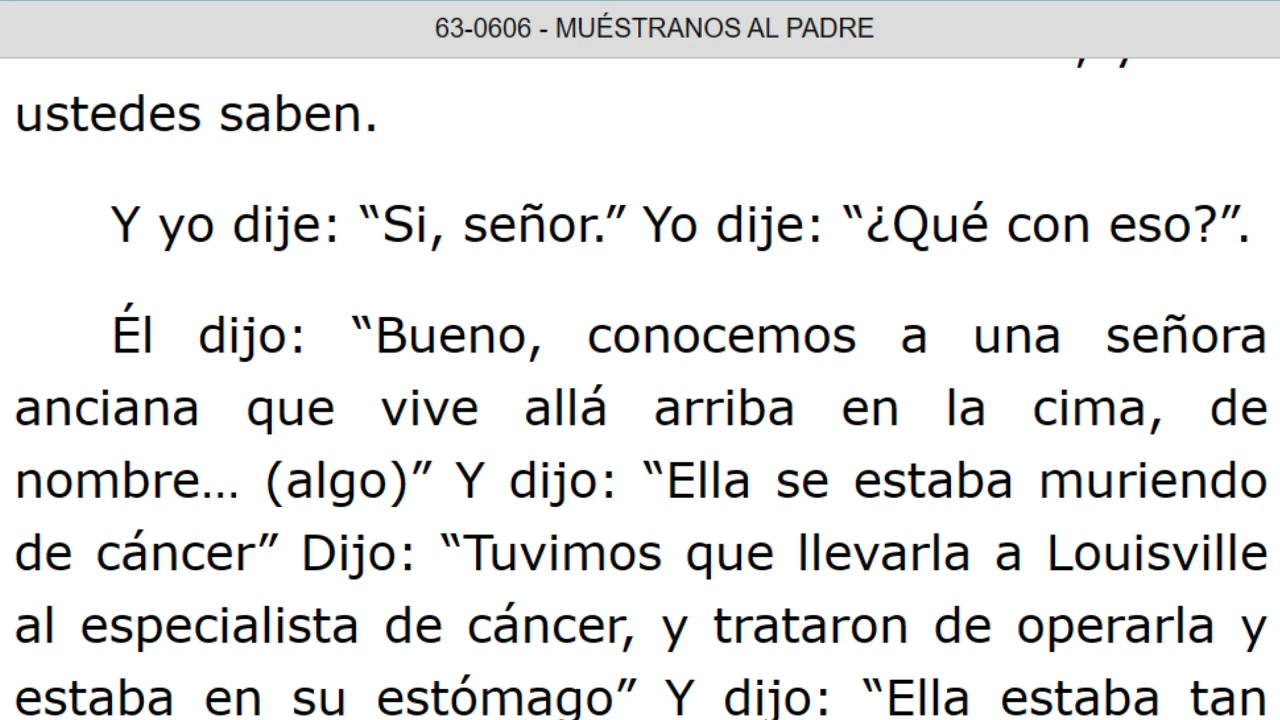 63-0606 - MUÉSTRANOS AL PADRE
ustedes saben.
Y yo dije: “Si, señor.” Yo dije: “¿Qué con eso?”.
Él dijo: “Bueno, conocemos a una señora
anciana que vive allá arriba en la cima, de
nombre... (algo)” Y dijo: “Ella se estaba muriendo
de cáncer” Dijo: “Tuvimos que llevarla a Louisville
al especialista de cáncer, y trataron de operarla y
estaba en su estómago” Y dijo: “Ella estaba tan